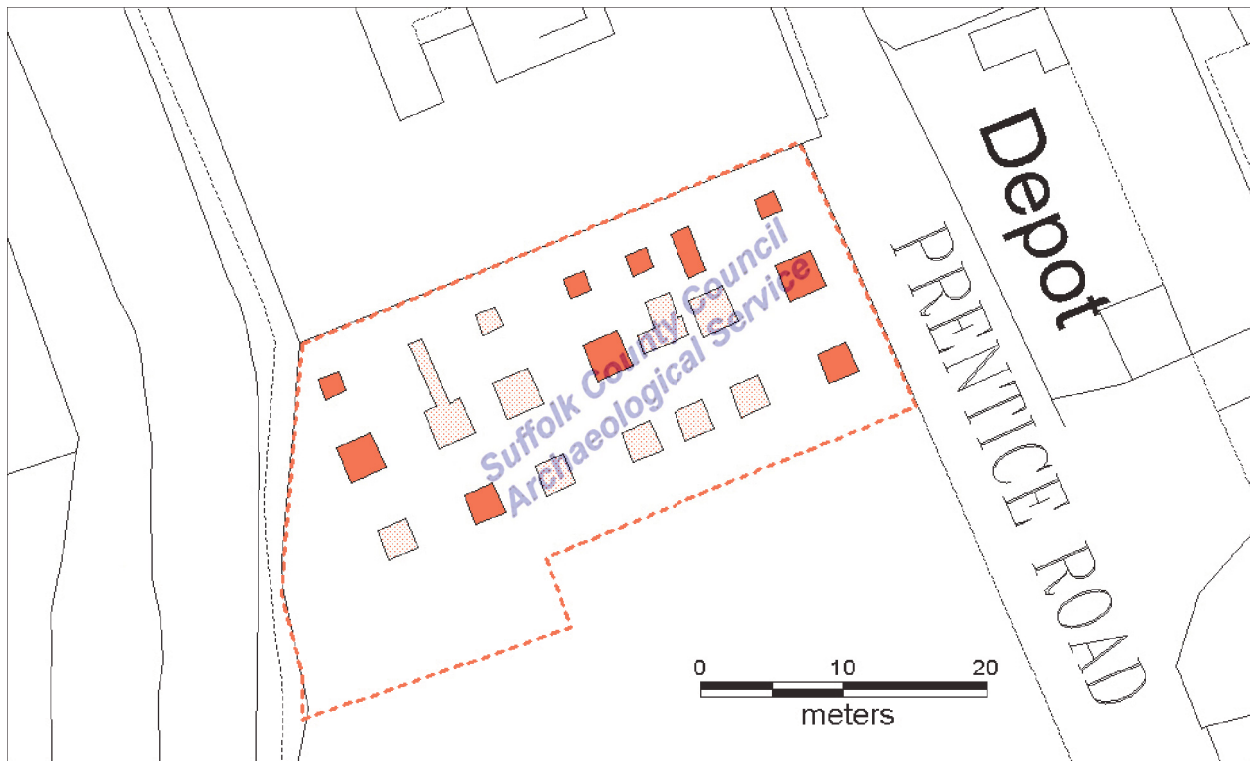 Depot
PRENTICE ROAD
Suffolk County Council
Archaeological Service
0 10 20
meters